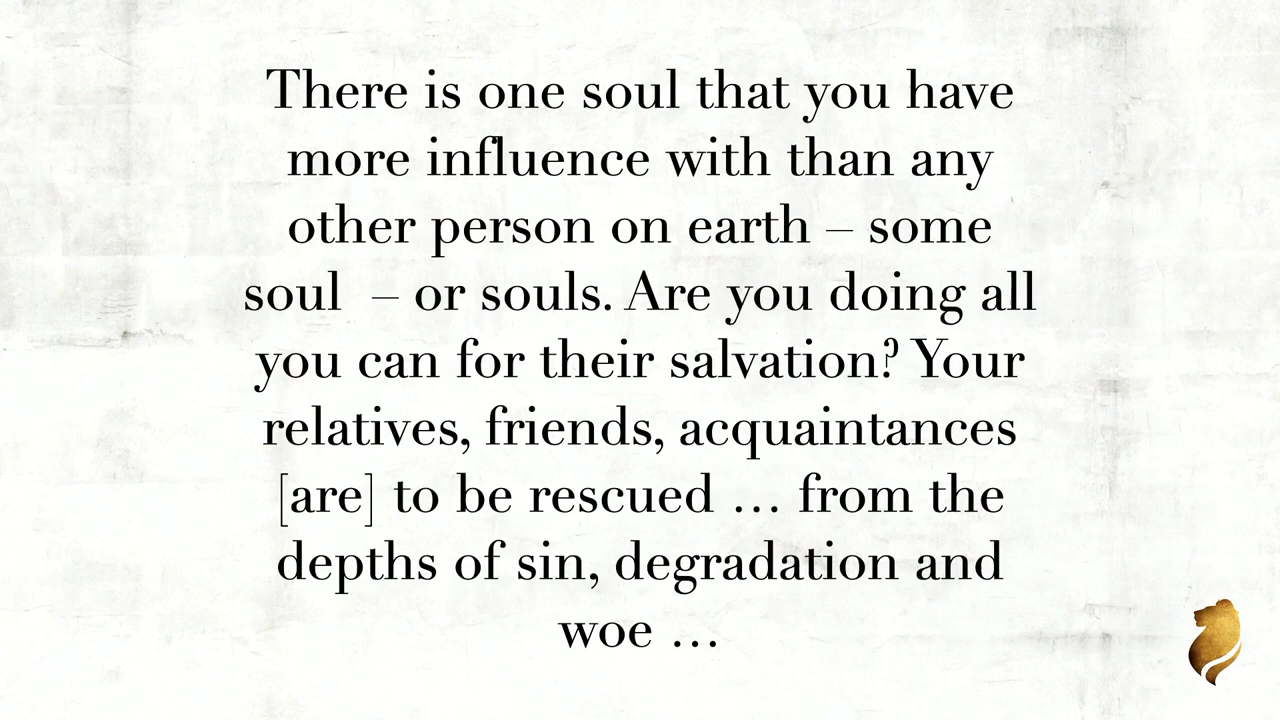 There is one soul that you have
more influence with than any
other person on earth – some
soul  – or souls. Are you doing all
you can for their salvation? Your
relatives, friends, acquaintances
[are] to be rescued … from the
depths of sin, degradation and
woe …